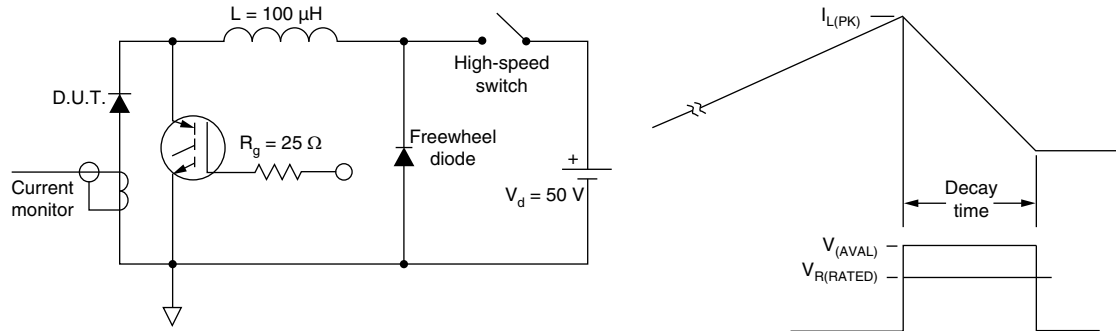 L = 100 µH
D.U.T.
High-speed
switch
R_g = 25 Ω
Freewheel
diode
+
Current
monitor
V_d = 50 V
I_L(PK)
Decay
time
V_(AVAL)
V_R(RATED)